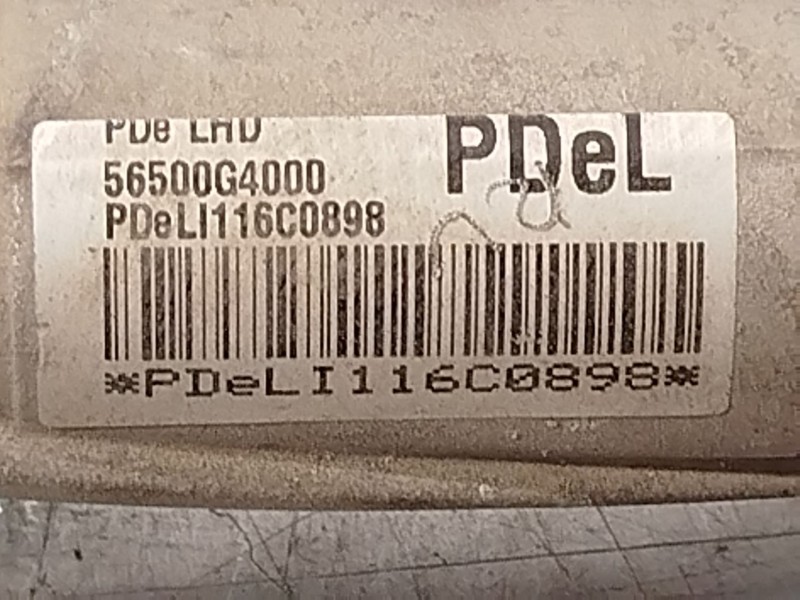 PDe LHD
PDeL
56500G4000
PDeLI116C0898
*PDeLI116C0898*